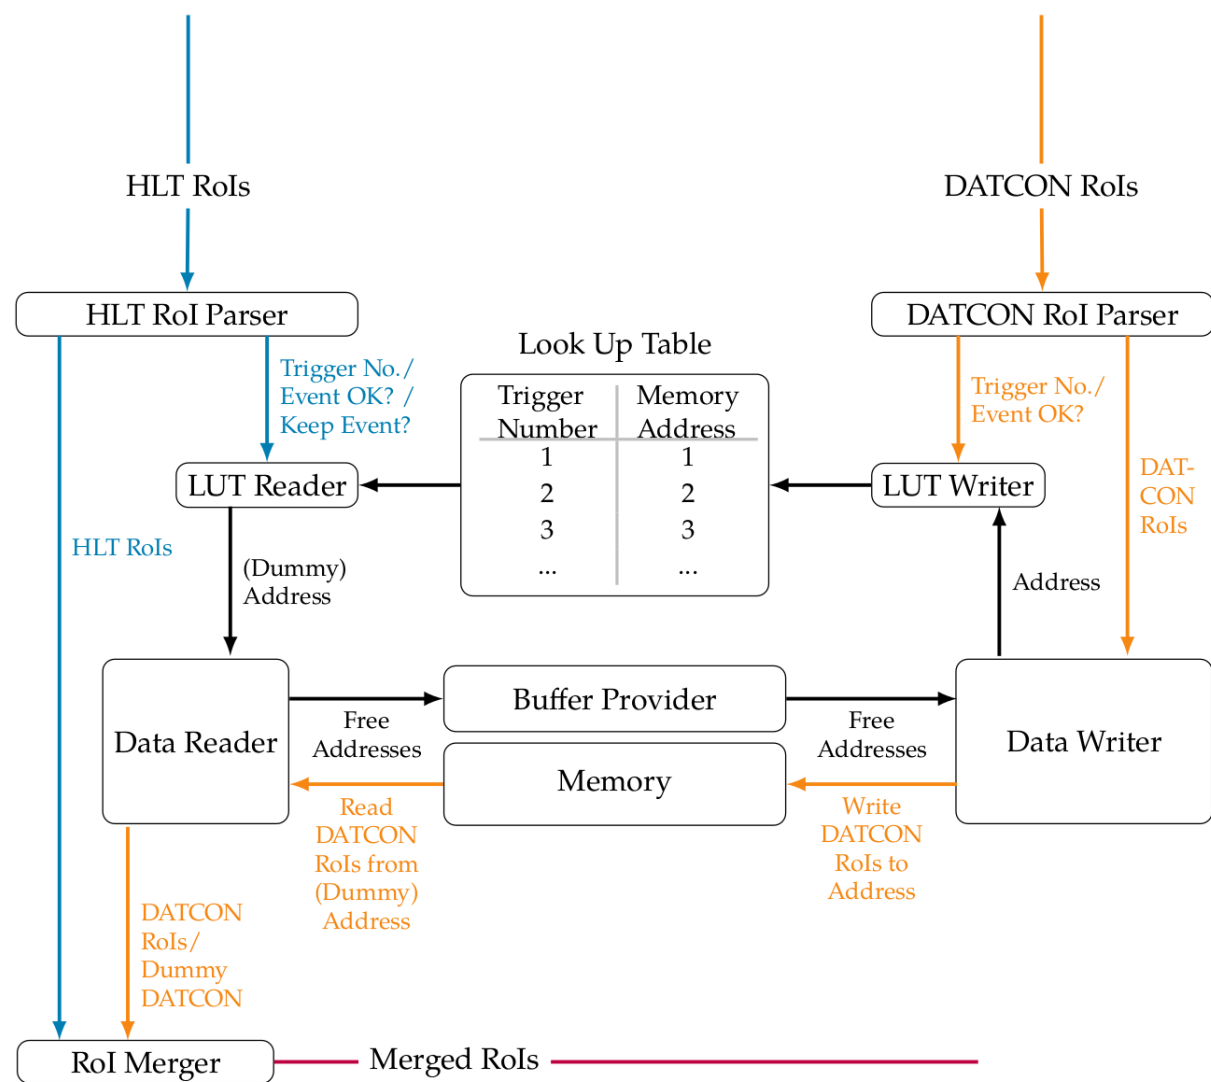 HLT RoIs
DATCON RoIs
HLT RoI Parser
DATCON RoI Parser
Look Up Table
Trigger No./
Event OK? /
Keep Event?
Trigger No./
Event OK?
Trigger
Number
Memory
Address
1
1
2
2
3
3
...
...
LUT Reader
LUT Writer
DAT-
CON
RoIs
HLT RoIs
(Dummy)
Address
Address
Data Reader
Free
Addresses
Buffer Provider
Free
Addresses
Data Writer
Memory
Read
DATCON
RoIs from
(Dummy)
Address
Write
DATCON
RoIs to
Address
DATCON
RoIs/
Dummy
DATCON
RoI Merger
Merged RoIs